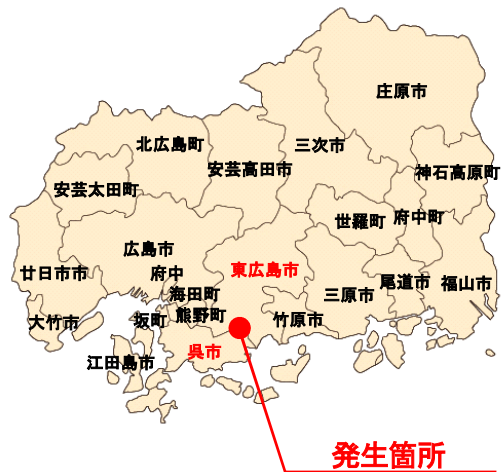 庄原市
北広島町
三次市
安芸高田市
神石高原町
安芸太田町
世羅町
府中町
広島市
廿日市市
府中
東広島市
海田町
三原市
尾道市
福山市
大竹市
坂町
熊野町
竹原市
呉市
江田島市
発生箇所